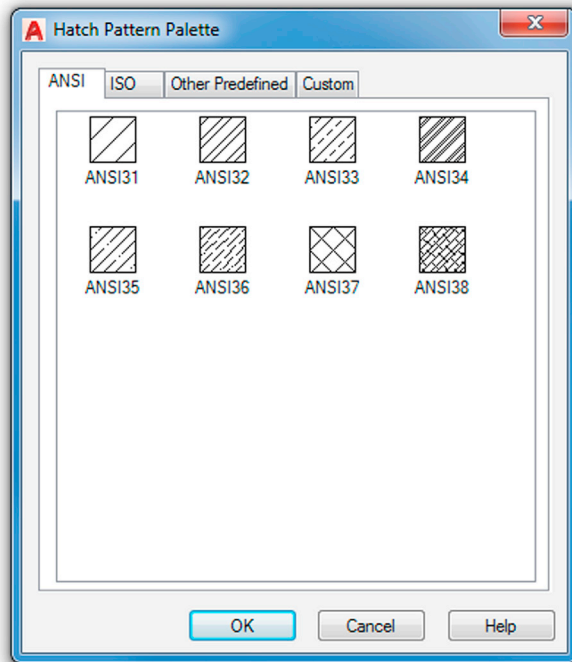 Hatch Pattern Palette
ANSI ISO Other Predefined Custom
ANSI31 ANSI32 ANSI33 ANSI34
ANSI35 ANSI36 ANSI37 ANSI38
OK Cancel Help